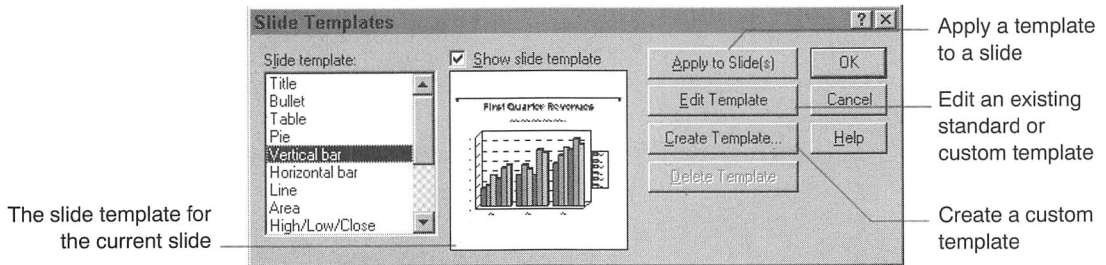 Slide Templates
Slide template:
Title
Bullet
Table
Pie
Vertical bar
Horizontal bar
Line
Area
High/Low/Close
Show slide template
First Quarter Revenues
Apply to Slide(s)
Edit Template
Create Template...
Delete Template
OK
Cancel
Help
Apply a template
to a slide
Edit an existing
standard or
custom template
Create a custom
template
The slide template for
the current slide